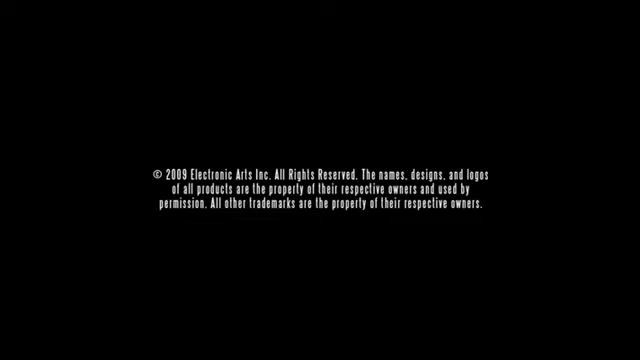 © 2009 Electronic Arts Inc. All Rights Reserved. The names, designs, and logos
of all products are the property of their respective owners and used by
permission. All other trademarks are the property of their respective owners.